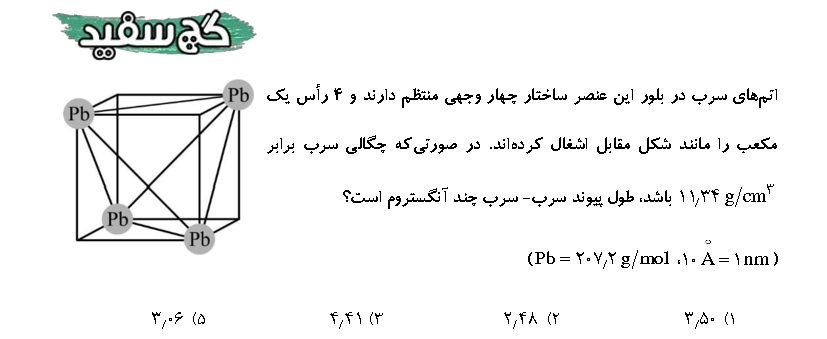 گچ سفید
اتم‌های سرب در بلور این عنصر ساختار چهار وجهی منتظم دارند و ۴ رأس یک
مکعب را مانند شکل مقابل اشغال کرده‌اند. در صورتی‌که چگالی سرب برابر
۱۱٫۳۴ g/cm³ باشد، طول پیوند سرب- سرب چند آنگستروم است؟
(Pb = ۲۰۷٫۲ g/mol ،۱۰ Å = ۱ nm)
۱) ۳٫۵۰ ۲) ۲٫۴۸ ۳) ۴٫۴۱ ۵) ۳٫۰۶
Pb
Pb
Pb
Pb